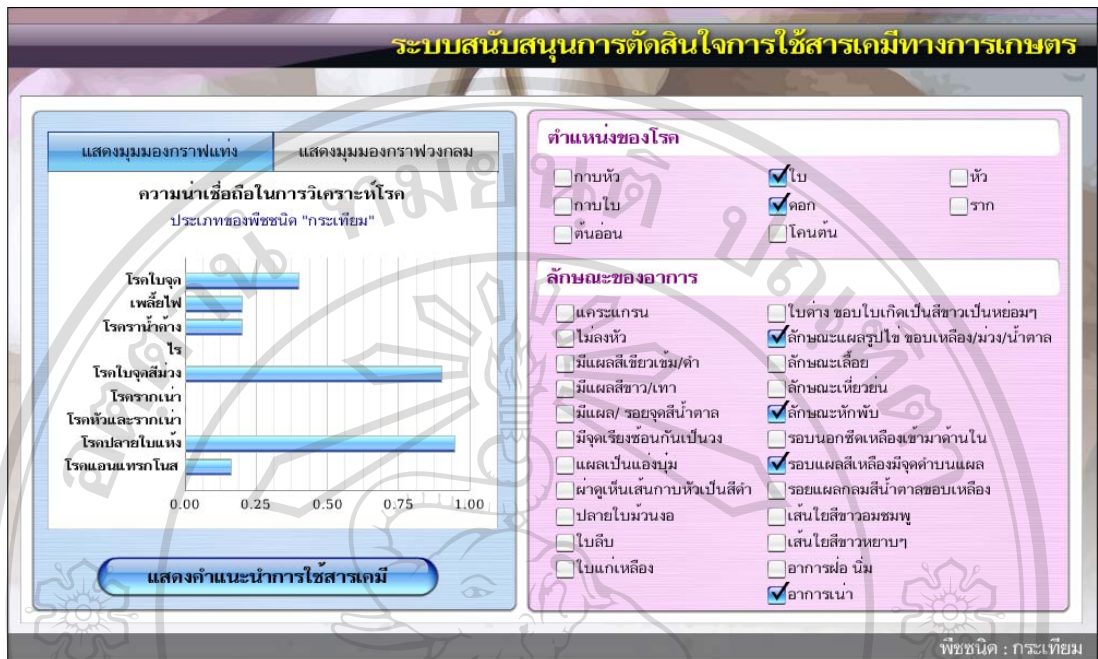 ระบบสนับสนุนการตัดสินใจการใช้สารเคมีทางการเกษตร
แสดงมุมมองกราฟแท่ง
แสดงมุมมองกราฟวงกลม
ความน่าเชื่อถือในการวิเคราะห์โรค
ประเภทของพืชชนิด "กระเทียม"
โรคใบจุด
เพลี้ยไฟ
โรคราน้ำค้าง
ไร
โรคใบจุดสีม่วง
โรครากเน่า
โรคหัวและรากเน่า
โรคปลายใบแห้ง
โรคแอนแทรกโนส
0.00 0.25 0.50 0.75 1.00
แสดงคำแนะนำการใช้สารเคมี
ตำแหน่งของโรค
กาบหัว ใบ หัว
กาบใบ ดอก ราก
ต้นอ่อน โคนต้น
ลักษณะของอาการ
แคระแกรน ใบด่าง ขอบใบเกิดเป็นสีขาวเป็นหย่อมๆ
ไม่ลงหัว ลักษณะแผลรูปไข่ ขอบเหลือง/ม่วง/น้ำตาล
มีแผลสีเขียวเข้ม/ดำ ลักษณะเลื้อย
มีแผลสีขาว/เทา ลักษณะเหี่ยวย่น
มีแผล/ รอยจุดสีน้ำตาล ลักษณะหักพับ
มีจุดเรียงซ้อนกันเป็นวง รอบนอกซีดเหลืองเข้ามาด้านใน
แผลเป็นแอ่งบุ๋ม รอบแผลสีเหลืองมีจุดดำบนแผล
ผ่าดูเห็นเส้นกาบหัวเป็นสีดำ รอยแผลกลมสีน้ำตาลขอบเหลือง
ปลายใบม้วนงอ เส้นใยสีขาวอมชมพู
ใบลีบ เส้นใยสีขาวหยาบๆ
ใบแก่เหลือง อาการฝ่อ นิ่ม
อาการเน่า
พืชชนิด : กระเทียม